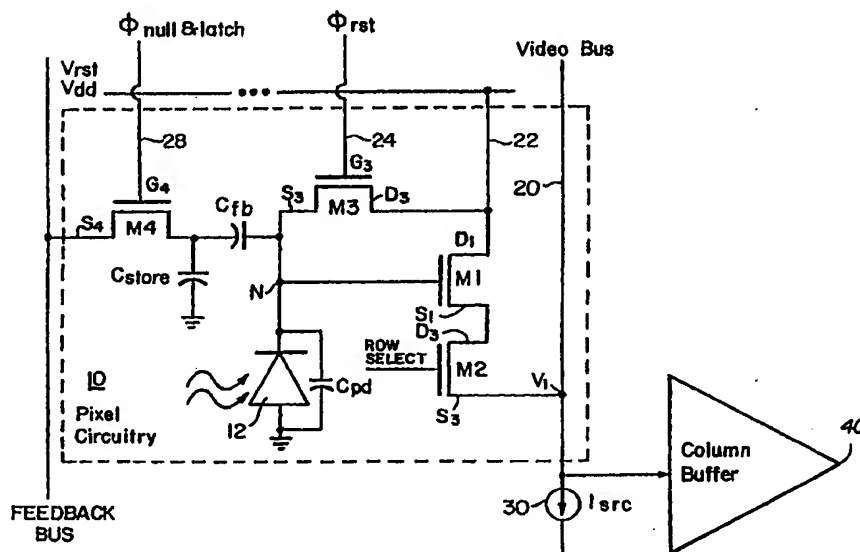 Φnull&latch
Φrst
Video Bus
Vrst
Vdd
28
24
22
20
G3
G4
S3
D3
M3
Cfb
S4
M4
D1
M1
Cstore
N
S1
D3
ROW
SELECT
M2
V1
S3
10
Pixel
Circuitry
12
Cpd
40
Column
Buffer
30
Isrc
FEEDBACK
BUS